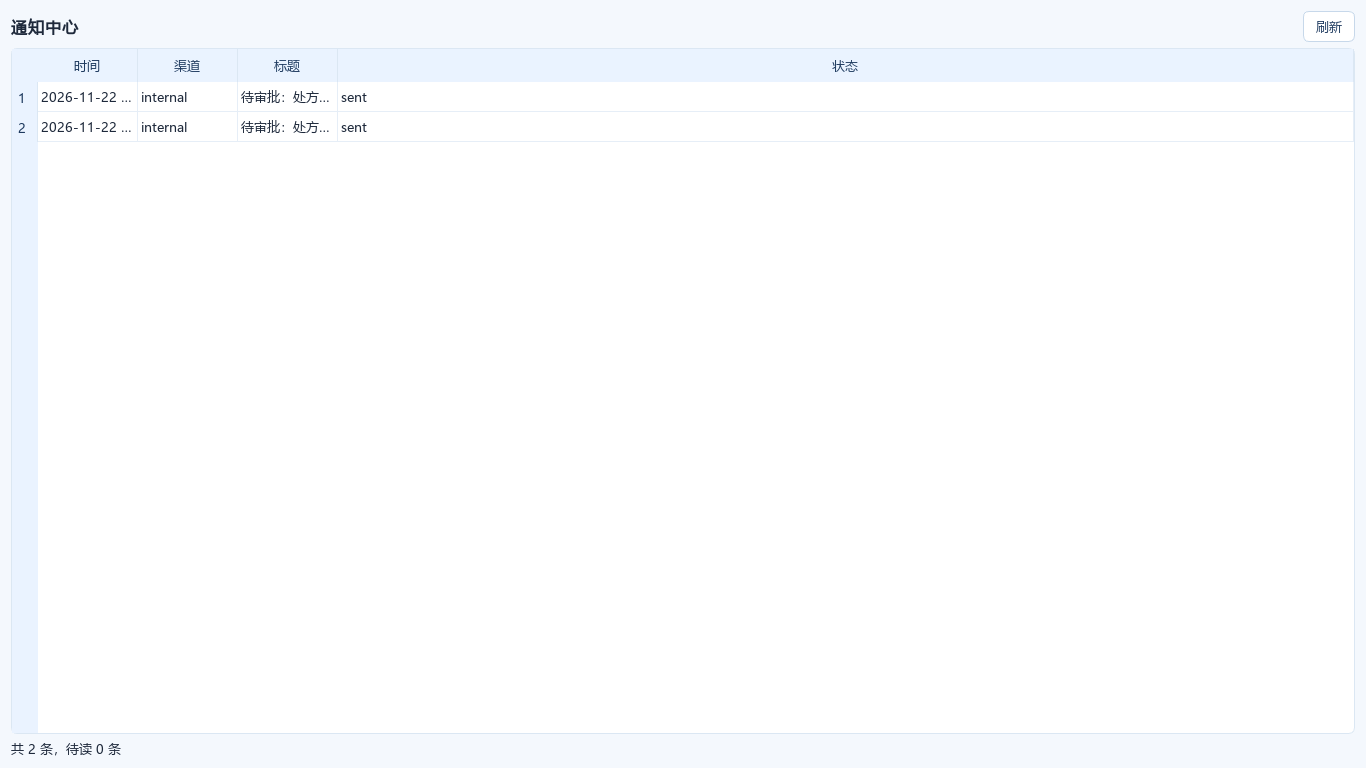 通知中心
刷新
时间 渠道 标题 状态
1 2026-11-22 ... internal 待审批：处方... sent
2 2026-11-22 ... internal 待审批：处方... sent
共 2 条，待读 0 条